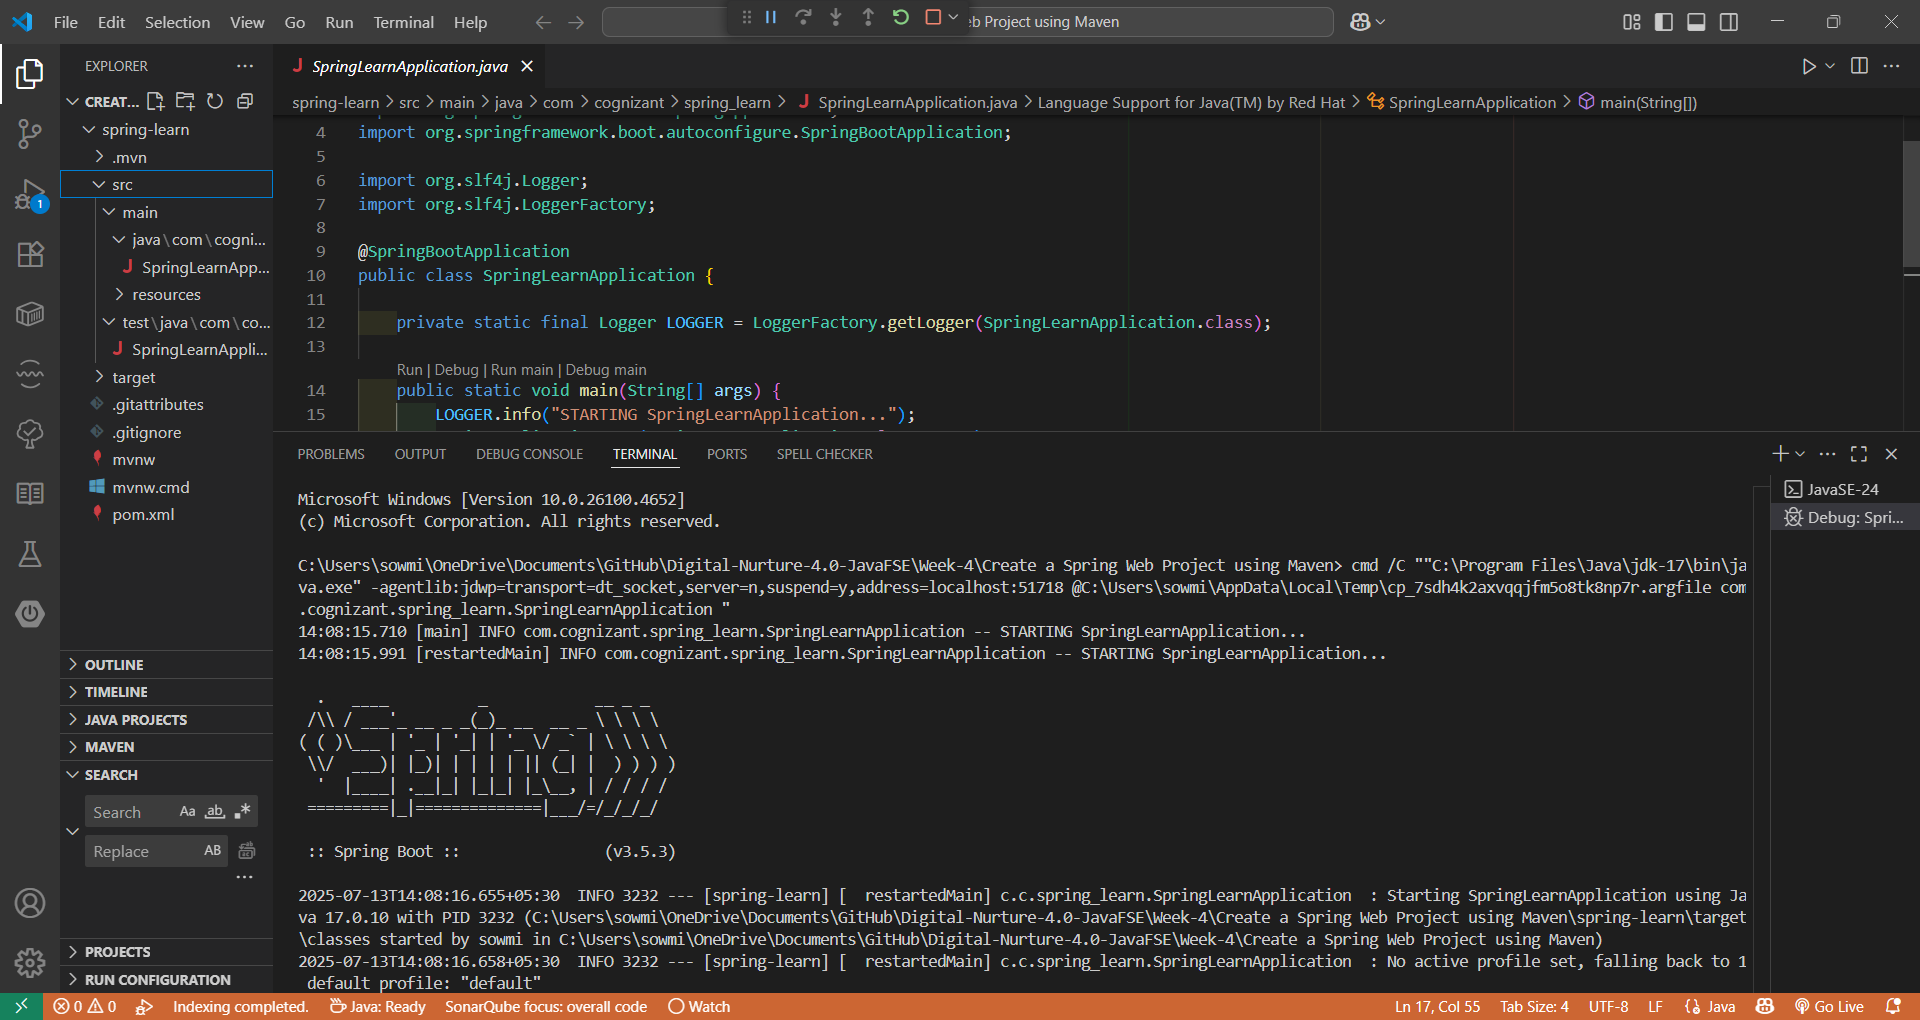 File Edit Selection View Go Run Terminal Help
eb Project using Maven
EXPLORER
SpringLearnApplication.java
CREAT...
spring-learn > src > main > java > com > cognizant > spring_learn > SpringLearnApplication.java > Language Support for Java(TM) by Red Hat > SpringLearnApplication > main(String[])
spring-learn
.mvn
src
main
java\com\cogni...
SpringLearnApp...
resources
test\java\com\co...
SpringLearnAppli...
target
.gitattributes
.gitignore
mvnw
mvnw.cmd
pom.xml
1
OUTLINE
TIMELINE
JAVA PROJECTS
MAVEN
SEARCH
Search Aa ab
Replace AB
PROJECTS
RUN CONFIGURATION
4 import org.springframework.boot.autoconfigure.SpringBootApplication;
5
6 import org.slf4j.Logger;
7 import org.slf4j.LoggerFactory;
8
9 @SpringBootApplication
10 public class SpringLearnApplication {
11
12 private static final Logger LOGGER = LoggerFactory.getLogger(SpringLearnApplication.class);
13
Run | Debug | Run main | Debug main
14 public static void main(String[] args) {
15 LOGGER.info("STARTING SpringLearnApplication...");
PROBLEMS OUTPUT DEBUG CONSOLE TERMINAL PORTS SPELL CHECKER
JavaSE-24
Debug: Spri...
Microsoft Windows [Version 10.0.26100.4652]
(c) Microsoft Corporation. All rights reserved.
C:\Users\sowmi\OneDrive\Documents\GitHub\Digital-Nurture-4.0-JavaFSE\Week-4\Create a Spring Web Project using Maven> cmd /C ""C:\Program Files\Java\jdk-17\bin\ja
va.exe" -agentlib:jdwp=transport=dt_socket,server=n,suspend=y,address=localhost:51718 @C:\Users\sowmi\AppData\Local\Temp\cp_7sdh4k2axvqqjfm5o8tk8np7r.argfile com
.cognizant.spring_learn.SpringLearnApplication "
14:08:15.710 [main] INFO com.cognizant.spring_learn.SpringLearnApplication -- STARTING SpringLearnApplication...
14:08:15.991 [restartedMain] INFO com.cognizant.spring_learn.SpringLearnApplication -- STARTING SpringLearnApplication...
Spring
:: Spring Boot :: (v3.5.3)
2025-07-13T14:08:16.655+05:30 INFO 3232 --- [spring-learn] [ restartedMain] c.c.spring_learn.SpringLearnApplication : Starting SpringLearnApplication using Ja
va 17.0.10 with PID 3232 (C:\Users\sowmi\OneDrive\Documents\GitHub\Digital-Nurture-4.0-JavaFSE\Week-4\Create a Spring Web Project using Maven\spring-learn\target
\classes started by sowmi in C:\Users\sowmi\OneDrive\Documents\GitHub\Digital-Nurture-4.0-JavaFSE\Week-4\Create a Spring Web Project using Maven)
2025-07-13T14:08:16.658+05:30 INFO 3232 --- [spring-learn] [ restartedMain] c.c.spring_learn.SpringLearnApplication : No active profile set, falling back to 1
default profile: "default"
0 0 Indexing completed. Java: Ready SonarQube focus: overall code Watch Ln 17, Col 55 Tab Size: 4 UTF-8 LF {} Java Go Live